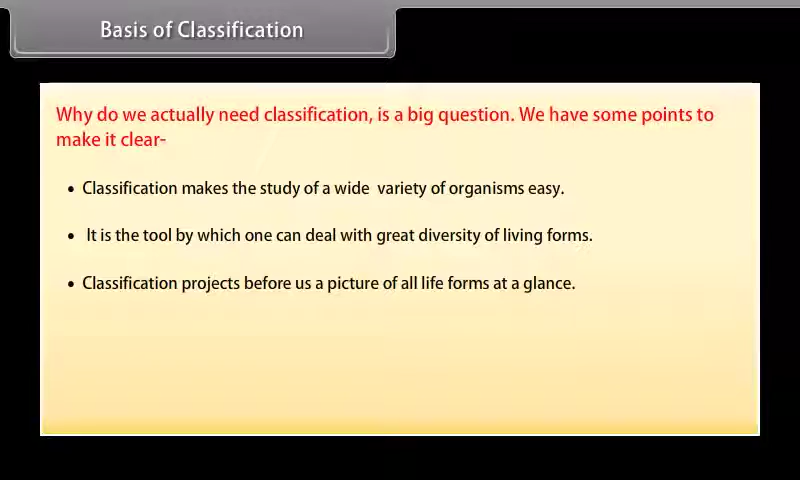 Basis of Classification
Why do we actually need classification, is a big question. We have some points to
make it clear-
• Classification makes the study of a wide  variety of organisms easy.
• It is the tool by which one can deal with great diversity of living forms.
• Classification projects before us a picture of all life forms at a glance.